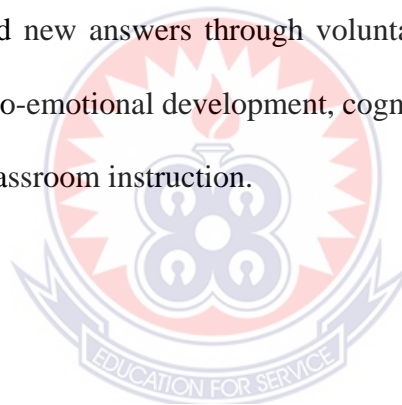 d new answers through volunta
o-emotional development, cogn
assroom instruction.
EDUCATION FOR SERVICE